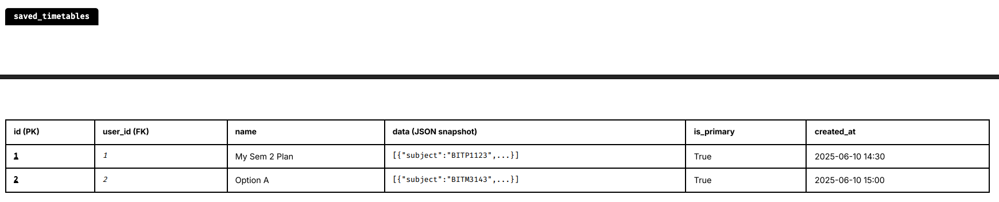 saved_timetables
id (PK) user_id (FK) name data (JSON snapshot) is_primary created_at
1 1 My Sem 2 Plan [{"subject":"BITP1123",...}] True 2025-06-10 14:30
2 2 Option A [{"subject":"BITM3143",...}] True 2025-06-10 15:00